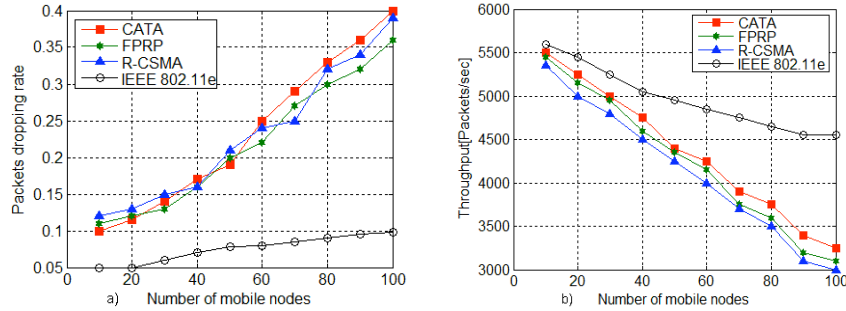 0.4
0.35
0.3
0.25
0.2
0.15
0.1
0.05
Packets dropping rate
CATA
FPRP
R-CSMA
IEEE 802.11e
0 20 40 60 80 100
a) Number of mobile nodes
6000
5500
5000
4500
4000
3500
3000
Throughput[Packets/sec]
CATA
FPRP
R-CSMA
IEEE 802.11e
0 20 40 60 80 100
b) Number of mobile nodes